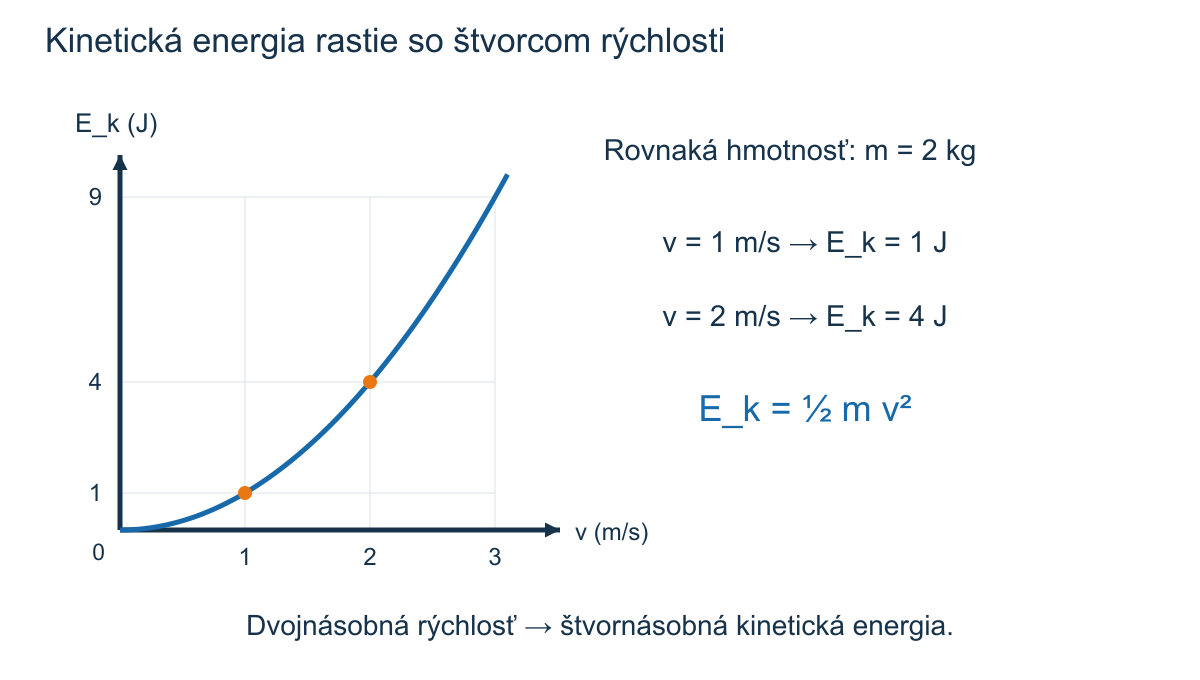 Kinetická energia rastie so štvorcom rýchlosti
E_k (J)
9
4
1
0
1
2
3
v (m/s)
Rovnaká hmotnosť: m = 2 kg
v = 1 m/s → E_k = 1 J
v = 2 m/s → E_k = 4 J
E_k = ½ m v²
Dvojnásobná rýchlosť → štvornásobná kinetická energia.